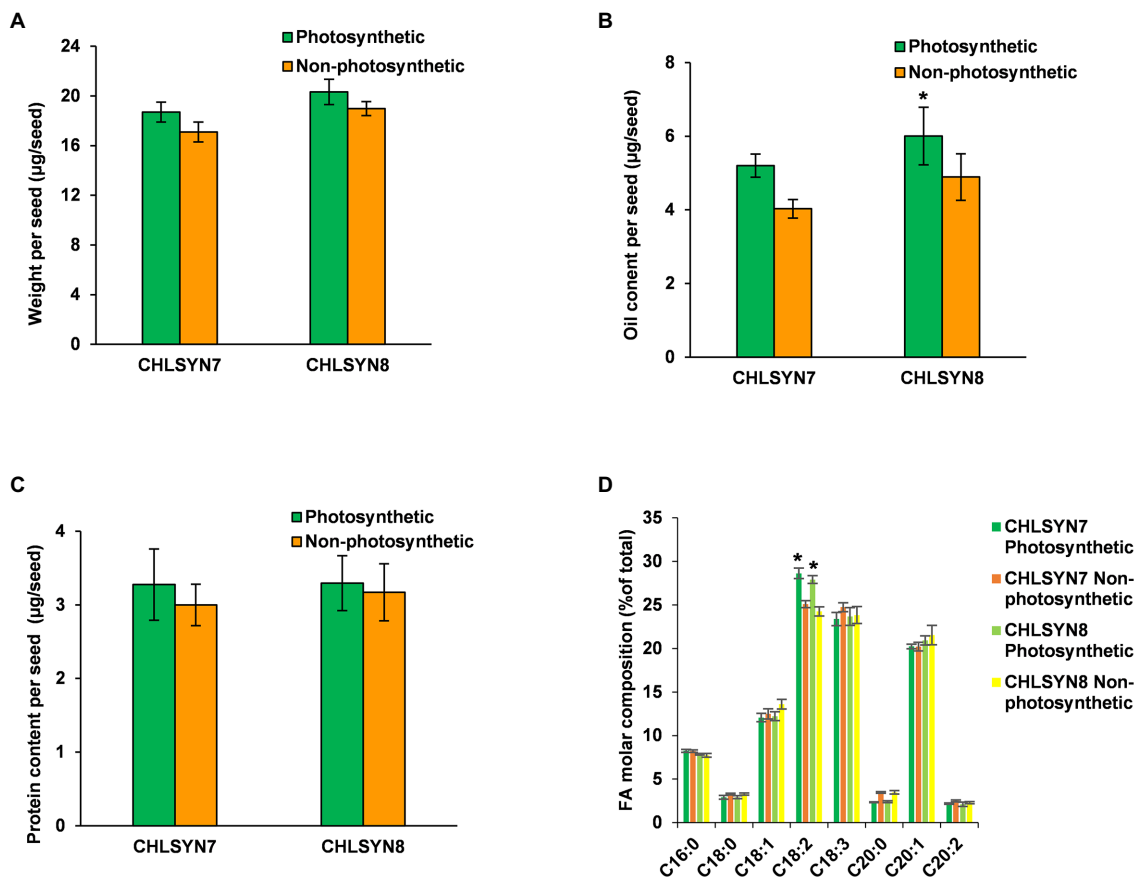 A
Photosynthetic
Non-photosynthetic
Weight per seed (µg/seed)
24
20
16
12
8
4
0
CHLSYN7
CHLSYN8
B
Photosynthetic
Non-photosynthetic
Oil conent per seed (µg/seed)
8
6
4
2
0
*
CHLSYN7
CHLSYN8
C
Photosynthetic
Non-photosynthetic
Protein content per seed (µg/seed)
4
3
2
1
0
CHLSYN7
CHLSYN8
D
FA molar composition (%of total)
35
30
25
20
15
10
5
0
*
*
C16:0
C18:0
C18:1
C18:2
C18:3
C20:0
C20:1
C20:2
CHLSYN7
Photosynthetic
CHLSYN7 Non-
photosynthetic
CHLSYN8
Photosynthetic
CHLSYN8 Non-
photosynthetic